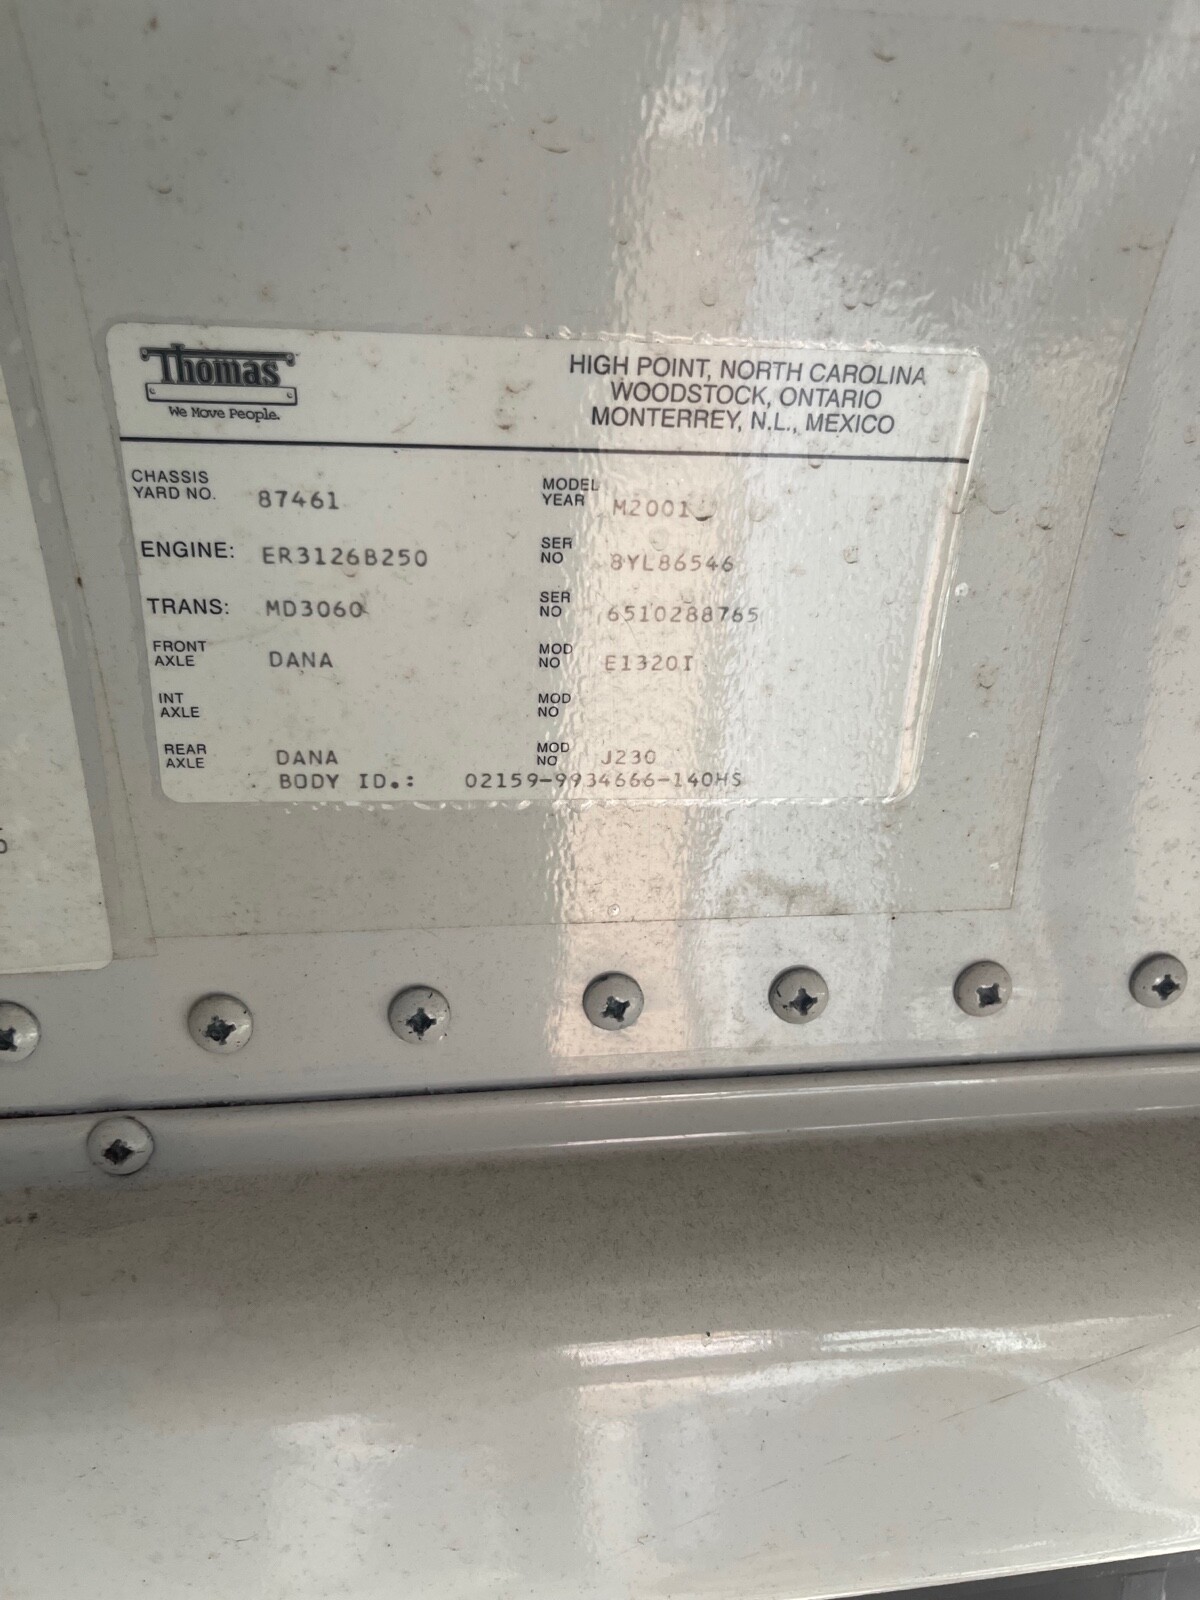 Thomas
We Move People.
HIGH POINT, NORTH CAROLINA
WOODSTOCK, ONTARIO
MONTERREY, N.L., MEXICO
CHASSIS YARD NO. 87461 MODEL YEAR M2001
ENGINE: ER3126B250 SER NO 8YL86546
TRANS: MD3060 SER NO 6510288765
FRONT AXLE DANA MOD NO E1320I
INT AXLE MOD NO
REAR AXLE DANA MOD NO J230
BODY ID.: 02159-9934666-140HS